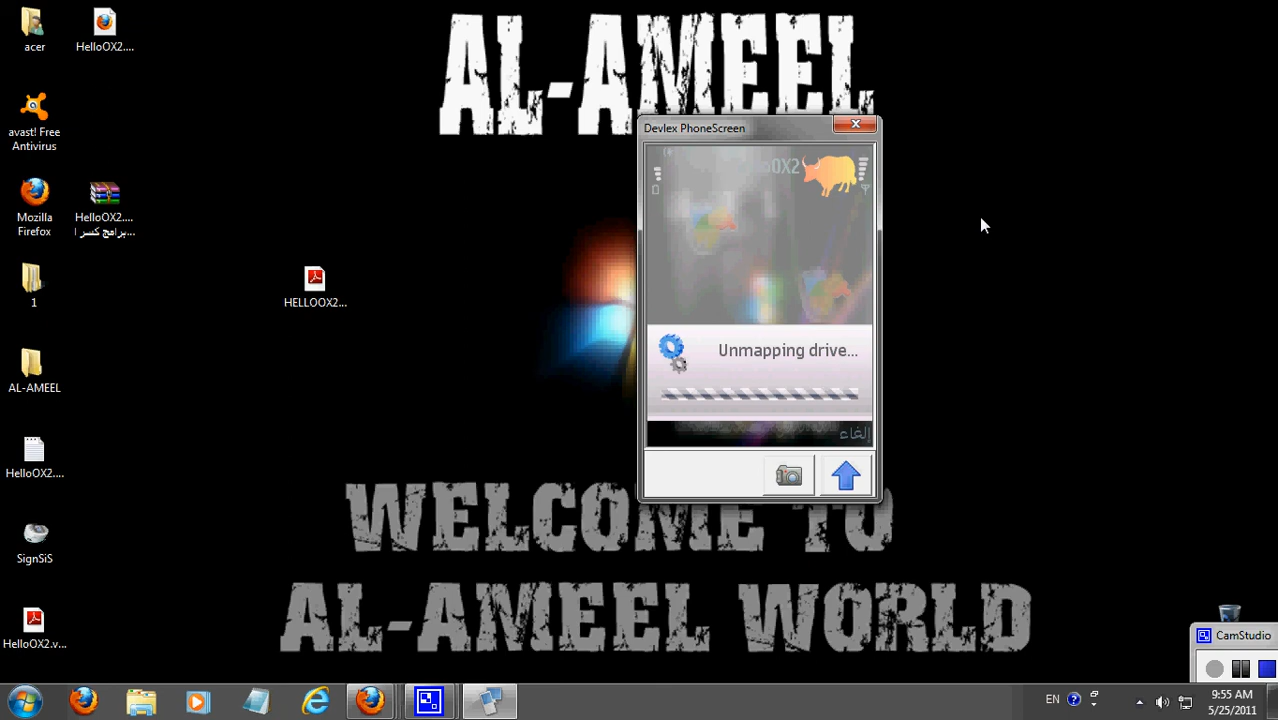 AL-AMEEL
acer
HelloOX2....
avast! Free
Antivirus
Mozilla
Firefox
HelloOX2....
برامج كسر ا...
1
HELLOOX2...
AL-AMEEL
HelloOX2....
SignSiS
HelloOX2.v...
Devlex PhoneScreen
OX2
Unmapping drive...
إلغاء
WELCOME TO
AL-AMEEL WORLD
CamStudio
EN
9:55 AM
5/25/2011